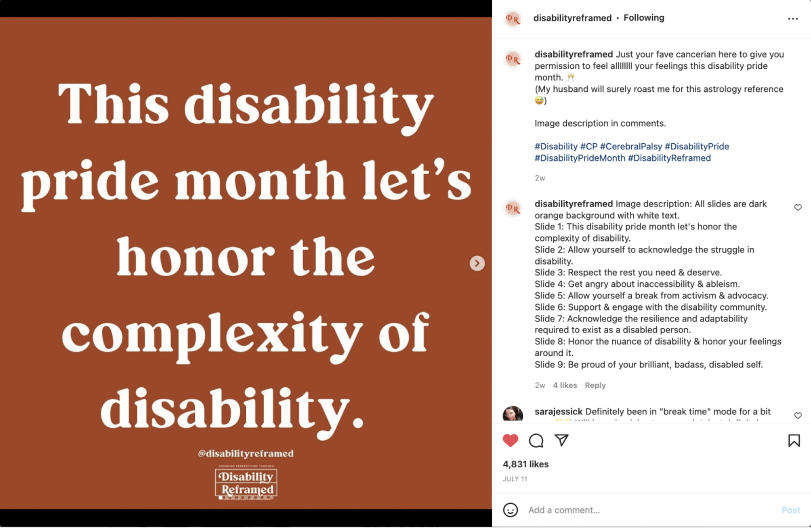 This disability
pride month let's
honor the
complexity of
disability.
@disabilityreframed
Disability
Reframed
disabilityreframed • Following
disabilityreframed Just your fave cancerian here to give you
permission to feel allllllll your feelings this disability pride
month. 🥂
(My husband will surely roast me for this astrology reference
😅)
Image description in comments.
#Disability #CP #CerebralPalsy #DisabilityPride
#DisabilityPrideMonth #DisabilityReframed
2w
disabilityreframed Image description: All slides are dark
orange background with white text.
Slide 1: This disability pride month let's honor the
complexity of disability.
Slide 2: Allow yourself to acknowledge the struggle in
disability.
Slide 3: Respect the rest you need & deserve.
Slide 4: Get angry about inaccessibility & ableism.
Slide 5: Allow yourself a break from activism & advocacy.
Slide 6: Support & engage with the disability community.
Slide 7: Acknowledge the resilience and adaptability
required to exist as a disabled person.
Slide 8: Honor the nuance of disability & honor your feelings
around it.
Slide 9: Be proud of your brilliant, badass, disabled self.
2w 4 likes Reply
sarajessick Definitely been in "break time" mode for a bit
4,831 likes
JULY 11
Add a comment...
Post